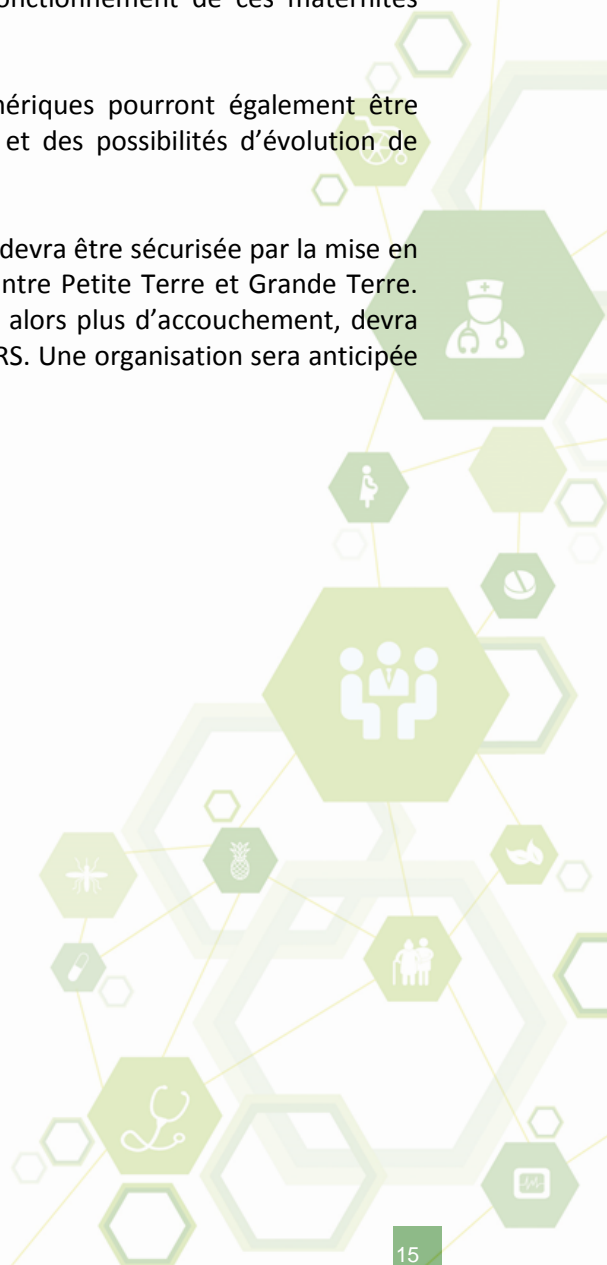 onctionnement de ces maternités
ériques pourront également être
et des possibilités d'évolution de
devra être sécurisée par la mise en
ntre Petite Terre et Grande Terre.
alors plus d'accouchement, devra
RS. Une organisation sera anticipée
15